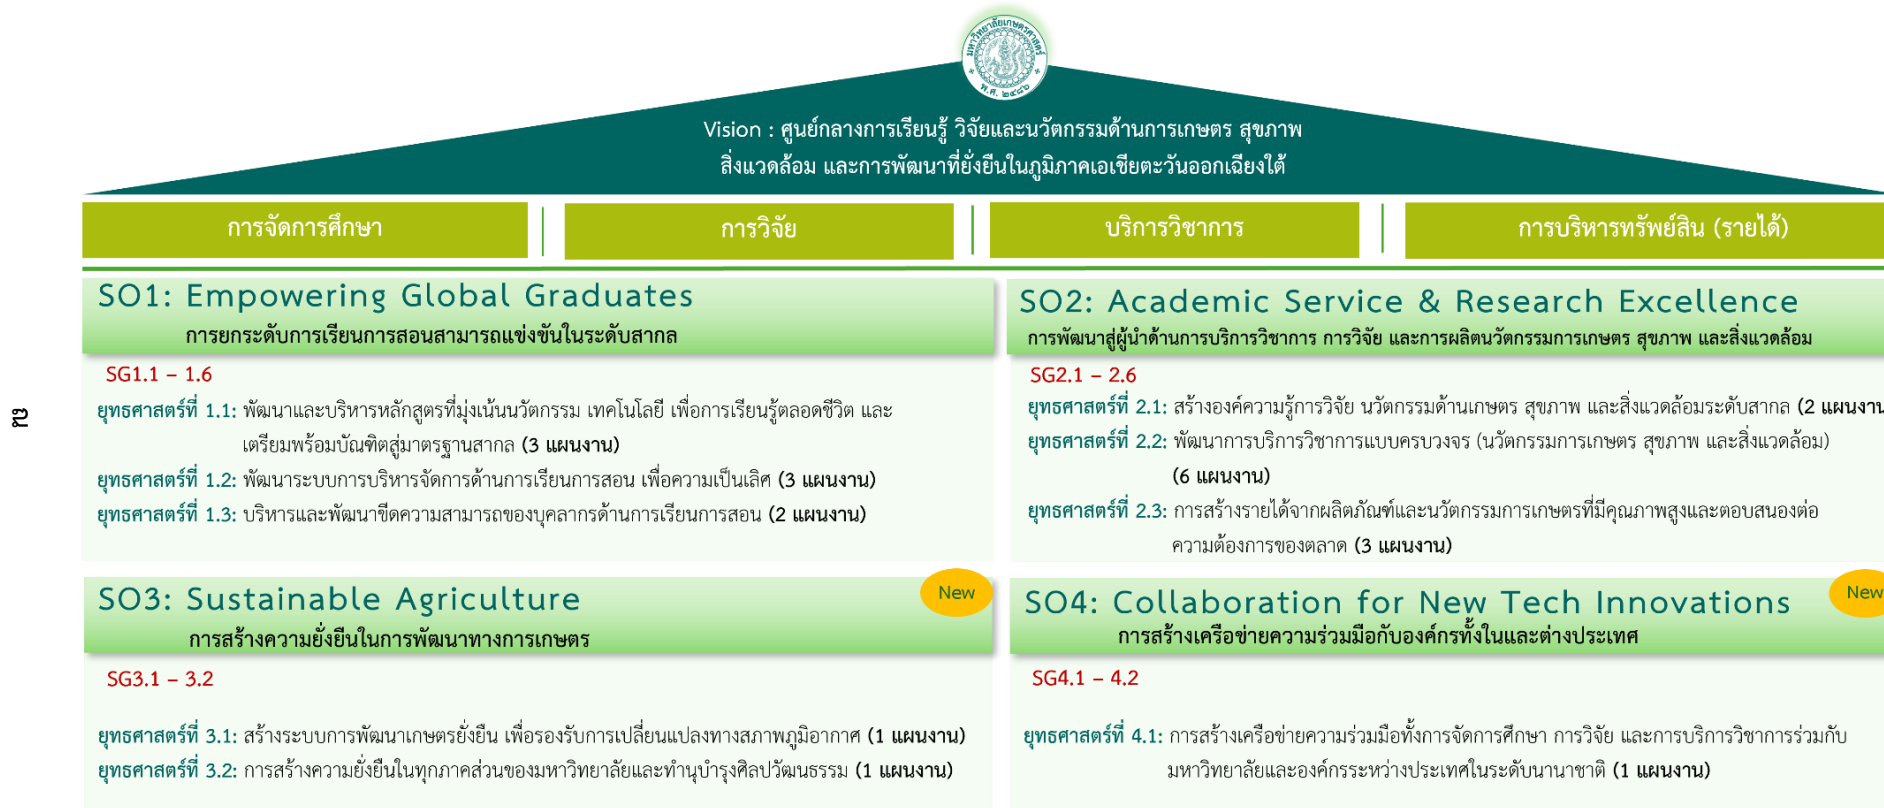 มหาวิทยาลัยเกษตรศาสตร์
พ.ศ. ๒๔๘๖
Vision : ศูนย์กลางการเรียนรู้ วิจัยและนวัตกรรมด้านการเกษตร สุขภาพ
สิ่งแวดล้อม และการพัฒนาที่ยั่งยืนในภูมิภาคเอเชียตะวันออกเฉียงใต้
การจัดการศึกษา
การวิจัย
บริการวิชาการ
การบริหารทรัพย์สิน (รายได้)
SO1: Empowering Global Graduates
การยกระดับการเรียนการสอนสามารถแข่งขันในระดับสากล
SG1.1 – 1.6
ยุทธศาสตร์ที่ 1.1: พัฒนาและบริหารหลักสูตรที่มุ่งเน้นนวัตกรรม เทคโนโลยี เพื่อการเรียนรู้ตลอดชีวิต และ
เตรียมพร้อมบัณฑิตสู่มาตรฐานสากล (3 แผนงาน)
ยุทธศาสตร์ที่ 1.2: พัฒนาระบบการบริหารจัดการด้านการเรียนการสอน เพื่อความเป็นเลิศ (3 แผนงาน)
ยุทธศาสตร์ที่ 1.3: บริหารและพัฒนาขีดความสามารถของบุคลากรด้านการเรียนการสอน (2 แผนงาน)
SO2: Academic Service & Research Excellence
การพัฒนาสู่ผู้นำด้านการบริการวิชาการ การวิจัย และการผลิตนวัตกรรมการเกษตร สุขภาพ และสิ่งแวดล้อม
SG2.1 – 2.6
ยุทธศาสตร์ที่ 2.1: สร้างองค์ความรู้การวิจัย นวัตกรรมด้านเกษตร สุขภาพ และสิ่งแวดล้อมระดับสากล (2 แผนงาน
ยุทธศาสตร์ที่ 2.2: พัฒนาการบริการวิชาการแบบครบวงจร (นวัตกรรมการเกษตร สุขภาพ และสิ่งแวดล้อม)
(6 แผนงาน)
ยุทธศาสตร์ที่ 2.3: การสร้างรายได้จากผลิตภัณฑ์และนวัตกรรมการเกษตรที่มีคุณภาพสูงและตอบสนองต่อ
ความต้องการของตลาด (3 แผนงาน)
SO3: Sustainable Agriculture
New
การสร้างความยั่งยืนในการพัฒนาทางการเกษตร
SG3.1 – 3.2
ยุทธศาสตร์ที่ 3.1: สร้างระบบการพัฒนาเกษตรยั่งยืน เพื่อรองรับการเปลี่ยนแปลงทางสภาพภูมิอากาศ (1 แผนงาน)
ยุทธศาสตร์ที่ 3.2: การสร้างความยั่งยืนในทุกภาคส่วนของมหาวิทยาลัยและทำนุบำรุงศิลปวัฒนธรรม (1 แผนงาน)
SO4: Collaboration for New Tech Innovations
New
การสร้างเครือข่ายความร่วมมือกับองค์กรทั้งในและต่างประเทศ
SG4.1 – 4.2
ยุทธศาสตร์ที่ 4.1: การสร้างเครือข่ายความร่วมมือทั้งการจัดการศึกษา การวิจัย และการบริการวิชาการร่วมกับ
มหาวิทยาลัยและองค์กรระหว่างประเทศในระดับนานาชาติ (1 แผนงาน)